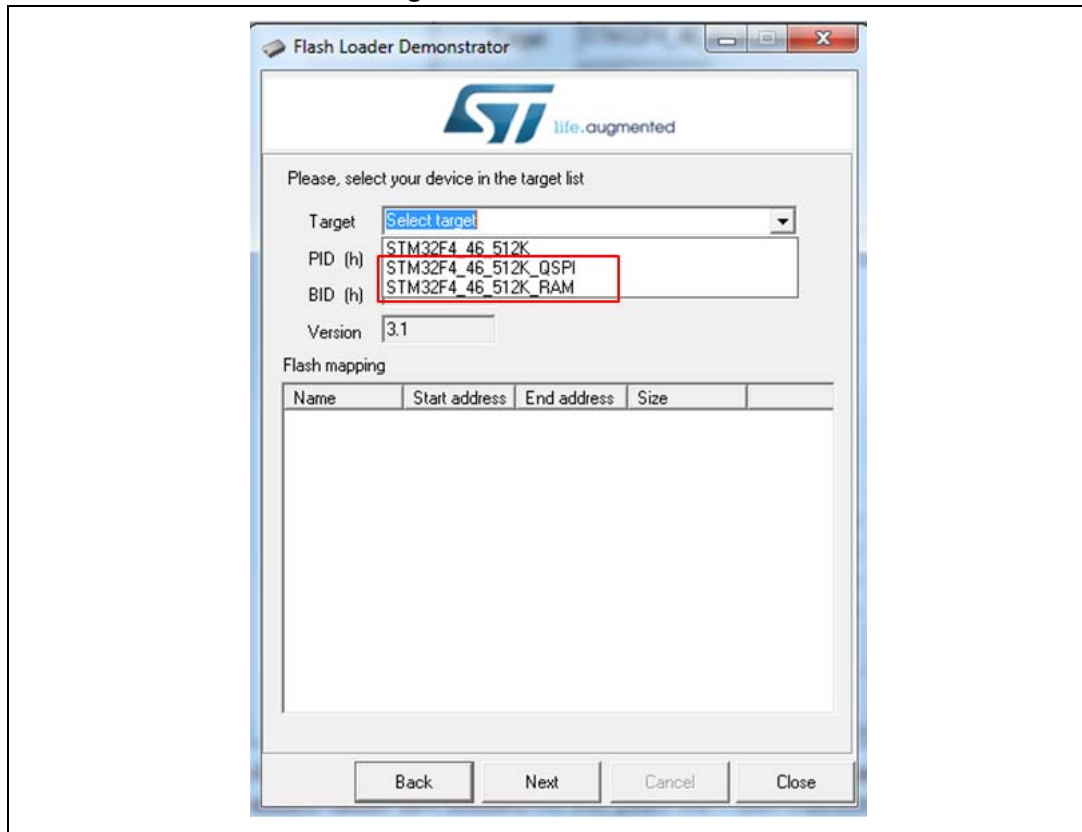 Flash Loader Demonstrator
ST life.augmented
Please, select your device in the target list
Target Select target
STM32F4_46_512K
PID (h) STM32F4_46_512K_QSPI
STM32F4_46_512K_RAM
BID (h)
Version 3.1
Flash mapping
Name Start address End address Size
Back Next Cancel Close